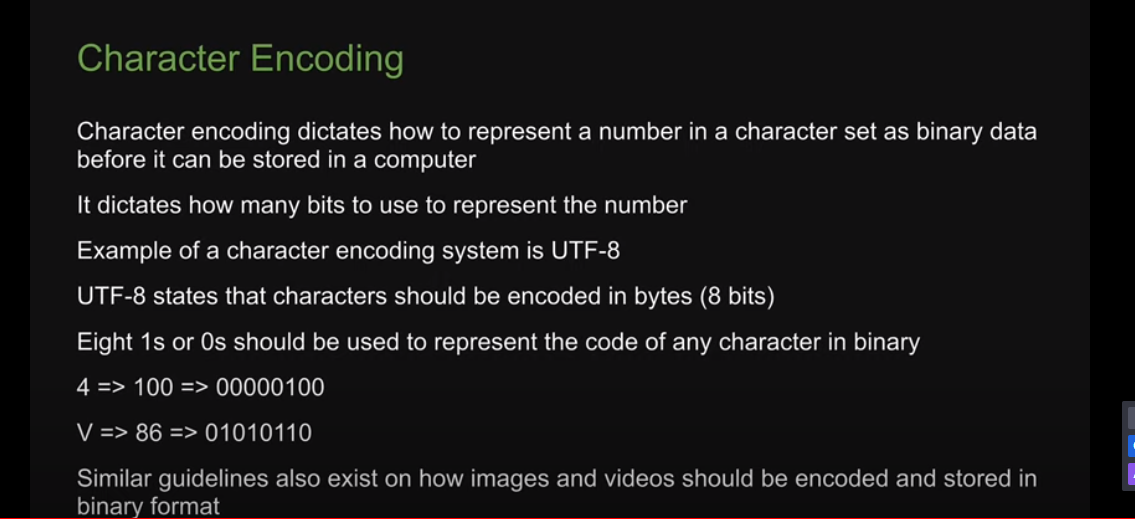 Character Encoding
Character encoding dictates how to represent a number in a character set as binary data
before it can be stored in a computer
It dictates how many bits to use to represent the number
Example of a character encoding system is UTF-8
UTF-8 states that characters should be encoded in bytes (8 bits)
Eight 1s or 0s should be used to represent the code of any character in binary
4 => 100 => 00000100
V => 86 => 01010110
Similar guidelines also exist on how images and videos should be encoded and stored in
binary format